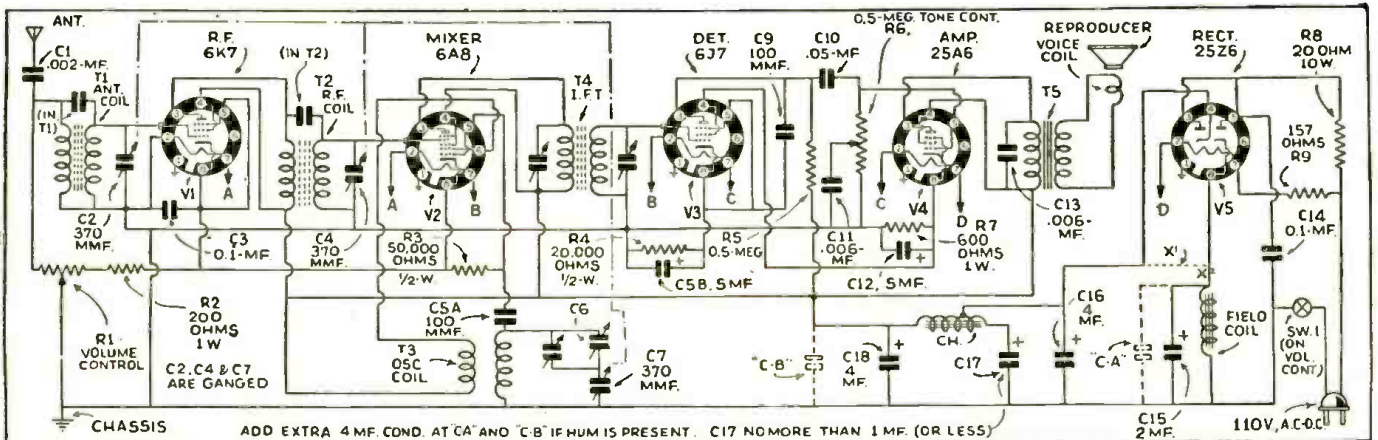 ANT.
C1
.002-MF.
T1
ANT.
COIL
(IN
T1)
R.F.
6K7
(IN T2)
T2
R.F.
COIL
MIXER
6A8
T4
I.F.T.
DET.
6J7
C9
100
MMF.
C10
.05-MF.
0.5-MEG. TONE CONT.
R6,
AMP.
25A6
REPRODUCER
VOICE
COIL
T5
RECT.
25Z6
R8
20 OHM
10W.
157
OHMS
R9
V1
A
A
V2
B
B
V3
C
C
V4
D
D
V5
C2
370
MMF.
C3
0.1-MF.
C4
370
MMF.
R3
50,000
OHMS
1/2-W.
R4
20,000
OHMS
1/2-W.
R5
0.5-MEG
C11
.006-
MF.
R7
600
OHMS
1W.
C13
.006-
MF.
C14
0.1-MF.
C5B, 5MF.
C12, 5MF.
X'
X²
R1
VOLUME
CONTROL
R2
200
OHMS
1W
C5A
100
MMF.
C6
C7
370
MMF.
T3
OSC
COIL
"C-B"
C18
4
MF.
CH.
C17
C16
4
MF.
"C-A"
FIELD
COIL
SW.1
(ON
VOL.
CONT)
C2, C4 & C7
ARE GANGED
C15
2 MF.
110V., A.C.-D.C.
CHASSIS
ADD EXTRA 4 MF. COND. AT "CA" AND "C-B" IF HUM IS PRESENT. C17 NO MORE THAN 1 MF. (OR LESS)